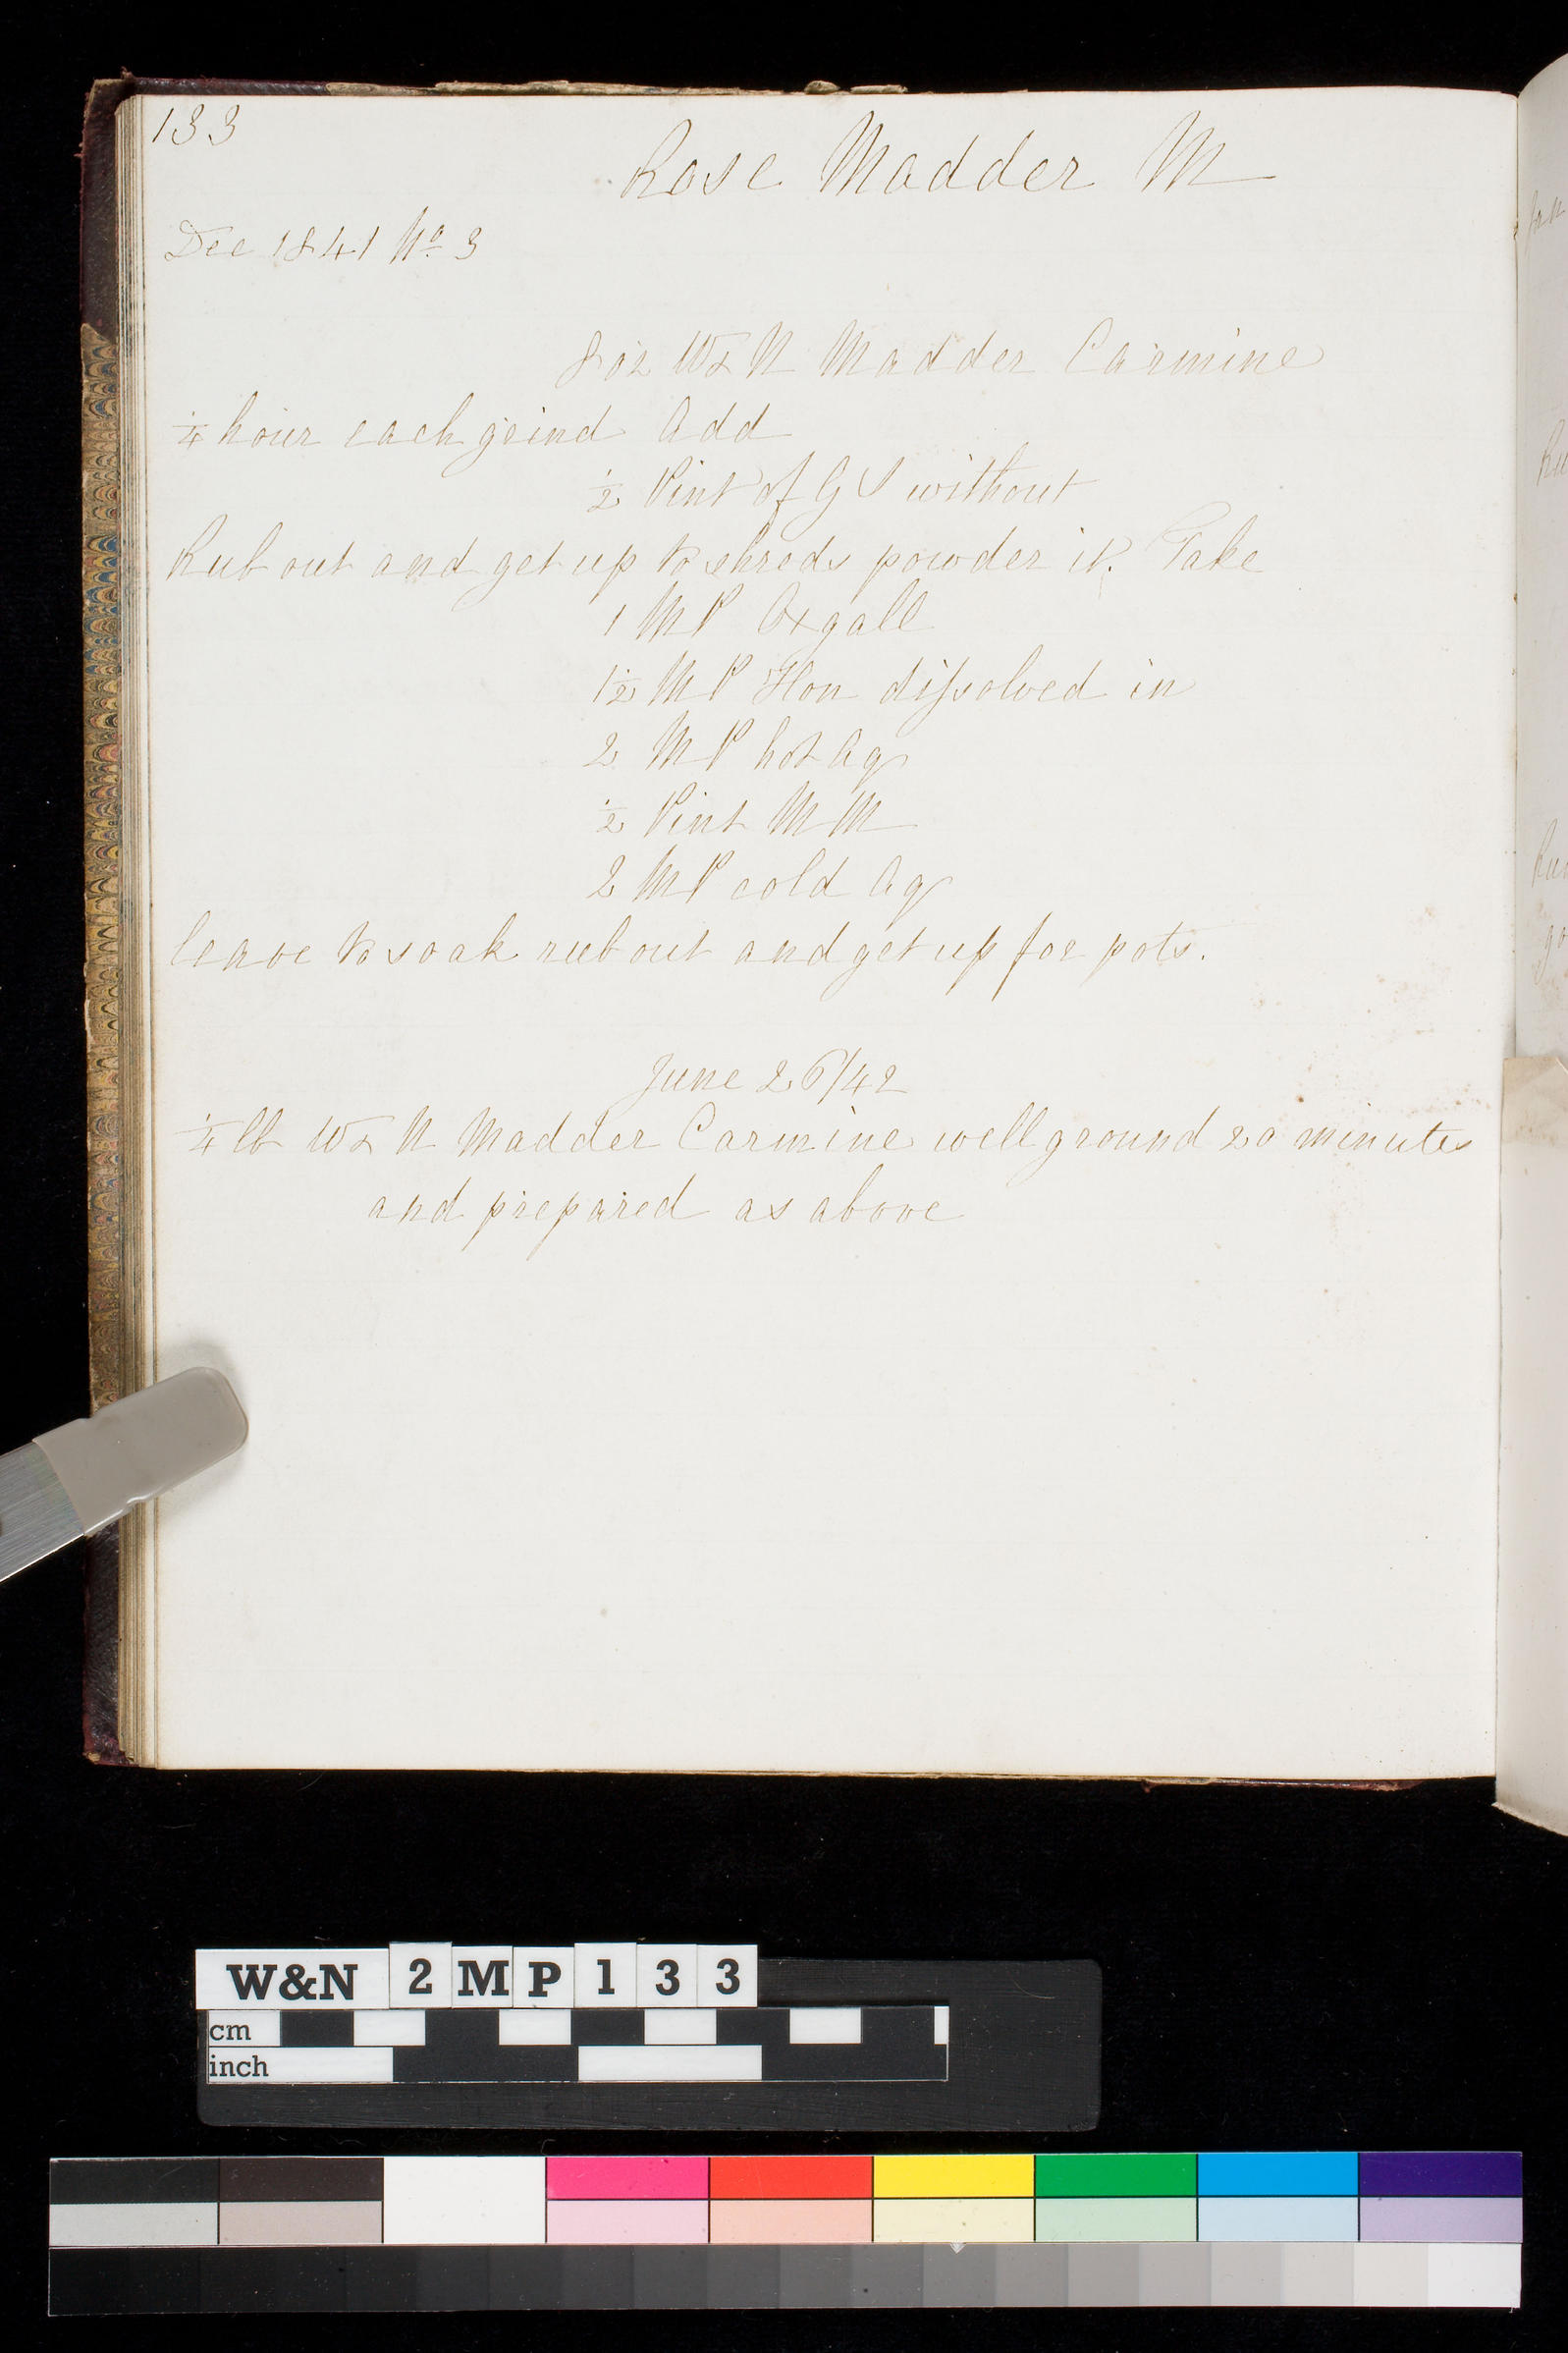 133
Rose Madder M
Dec 1841 No. 3
8 oz W & N Madder Carmine
1/4 hour each grind Add
1/2 Pint of G S without
Rub out and get up to shreds powder it. Take
1 M P Oxgall
1 1/2 M P Hon dissolved in
2 M P hot Aq
1/2 Pint M M
2 M P cold Aq
leave to soak rub out and get up for pots.
June 26/42
1/4 lb W & N Madder Carmine well ground 20 minutes
and prepared as above
W&N 2 M P 1 3 3
cm
inch